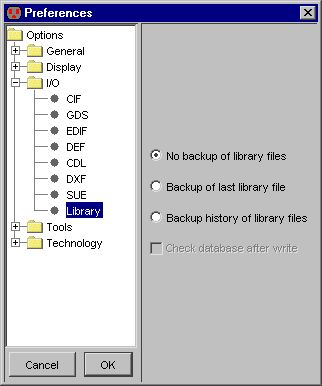 Preferences
Options
General
Display
I/O
CIF
GDS
EDIF
DEF
CDL
DXF
SUE
Library
Tools
Technology
No backup of library files
Backup of last library file
Backup history of library files
Check database after write
Cancel
OK